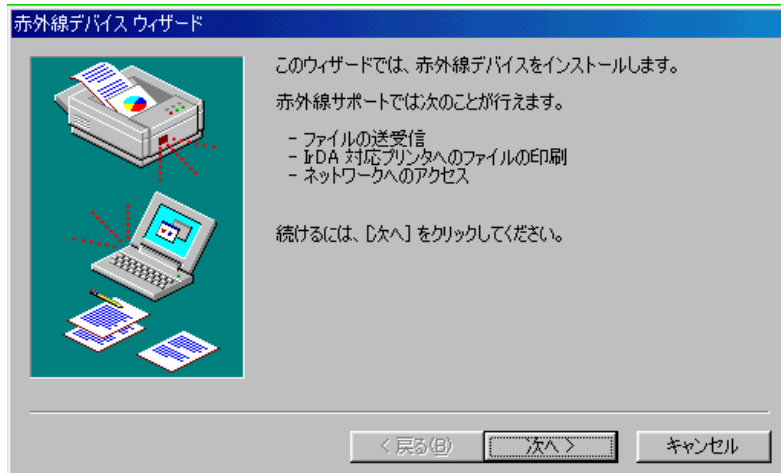 赤外線デバイス ウィザード
このウィザードでは、赤外線デバイスをインストールします。
赤外線サポートでは次のことが行えます。
- ファイルの送受信
- IrDA 対応プリンタへのファイルの印刷
- ネットワークへのアクセス
続けるには、[次へ] をクリックしてください。
< 戻る(B)
次へ >
キャンセル